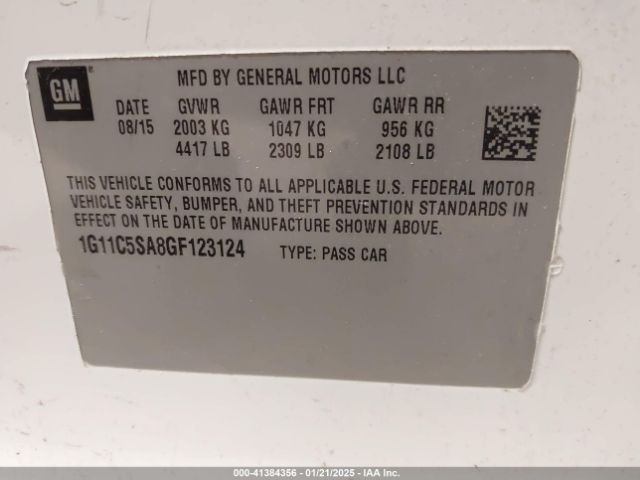 GM
MFD BY GENERAL MOTORS LLC
DATE GVWR GAWR FRT GAWR RR
08/15 2003 KG 1047 KG 956 KG
4417 LB 2309 LB 2108 LB
THIS VEHICLE CONFORMS TO ALL APPLICABLE U.S. FEDERAL MOTOR
VEHICLE SAFETY, BUMPER, AND THEFT PREVENTION STANDARDS IN
EFFECT ON THE DATE OF MANUFACTURE SHOWN ABOVE.
1G11C5SA8GF123124 TYPE: PASS CAR
000-41384356 - 01/21/2025 - IAA Inc.